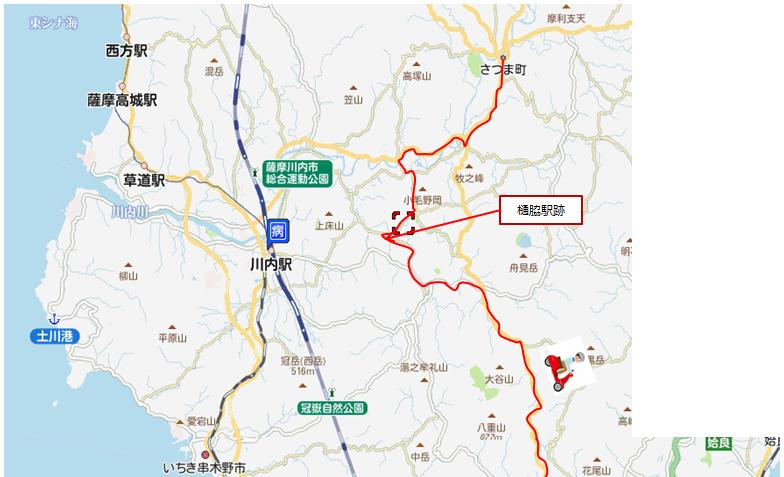 東シナ海
摩利支天
西方駅
さつま町
混岳
高塚山
薩摩高城駅
笠山
薩摩川内市
総合運動公園
草道駅
牧之峰
小毛野岡
川内川
樋脇駅跡
上床山
病
川内駅
舟見岳
柳山
土川港
平原山
冠岳(西岳)
516m
湯之牟礼山
大谷山
冠嶽自然公園
愛宕山
八重山
677m
姶良
中岳
いちき串木野市
花尾山